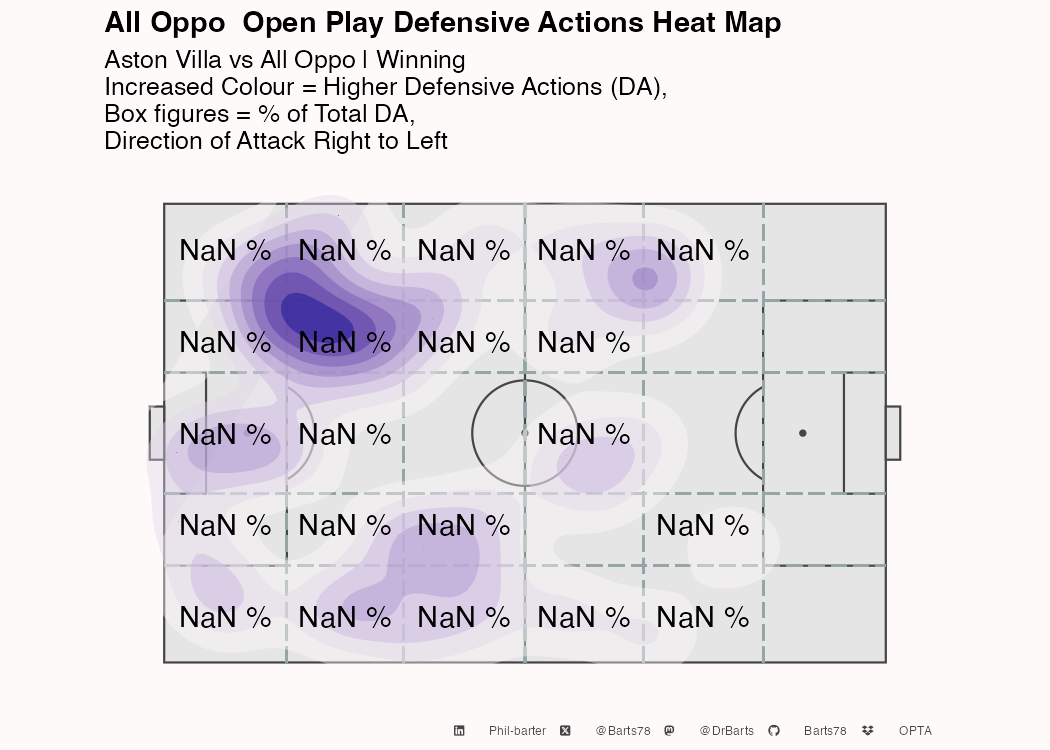 All Oppo  Open Play Defensive Actions Heat Map
Aston Villa vs All Oppo | Winning
Increased Colour = Higher Defensive Actions (DA),
Box figures = % of Total DA,
Direction of Attack Right to Left
NaN % NaN % NaN % NaN % NaN %
NaN % NaN % NaN % NaN %
NaN % NaN % NaN %
NaN % NaN % NaN % NaN %
NaN % NaN % NaN % NaN % NaN %
Phil-barter @Barts78 @DrBarts Barts78 OPTA